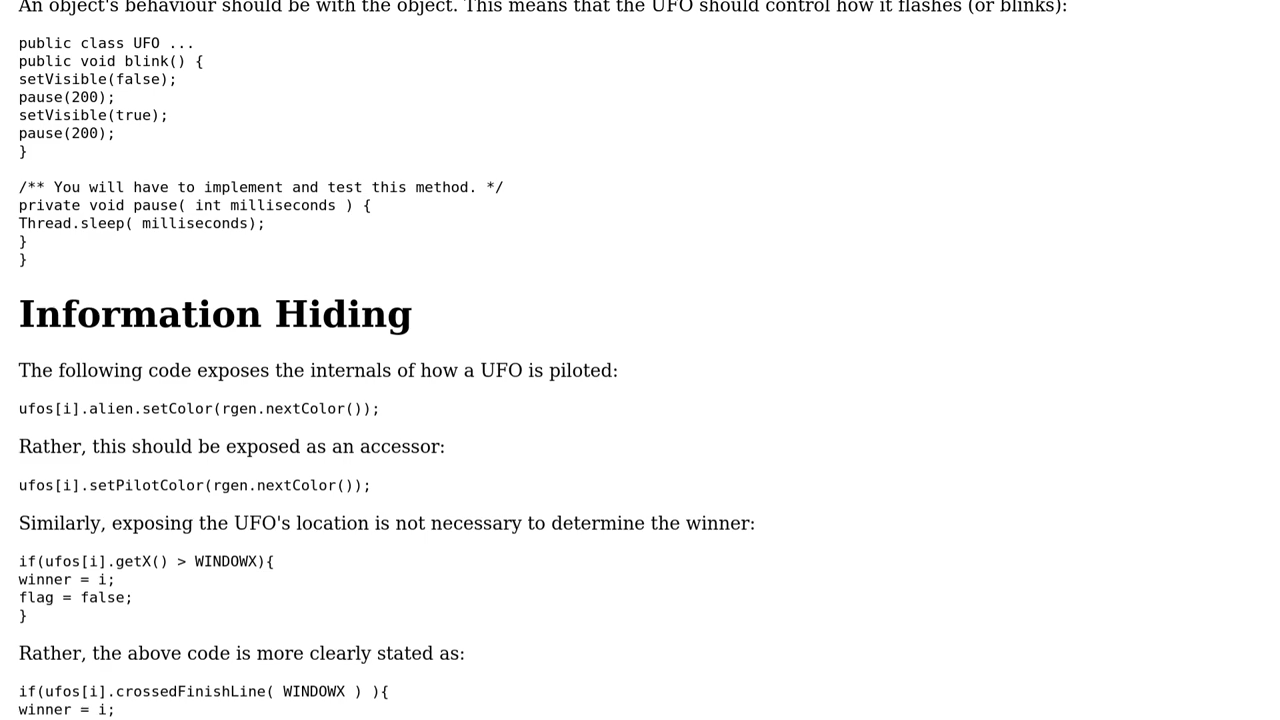 An object's behaviour should be with the object. This means that the UFO should control how it flashes (or blinks):
public class UFO ...
public void blink() {
setVisible(false);
pause(200);
setVisible(true);
pause(200);
}
/** You will have to implement and test this method. */
private void pause( int milliseconds ) {
Thread.sleep( milliseconds);
}
}
Information Hiding
The following code exposes the internals of how a UFO is piloted:
ufos[i].alien.setColor(rgen.nextColor());
Rather, this should be exposed as an accessor:
ufos[i].setPilotColor(rgen.nextColor());
Similarly, exposing the UFO's location is not necessary to determine the winner:
if(ufos[i].getX() > WINDOWX){
winner = i;
flag = false;
}
Rather, the above code is more clearly stated as:
if(ufos[i].crossedFinishLine( WINDOWX ) ){
winner = i;